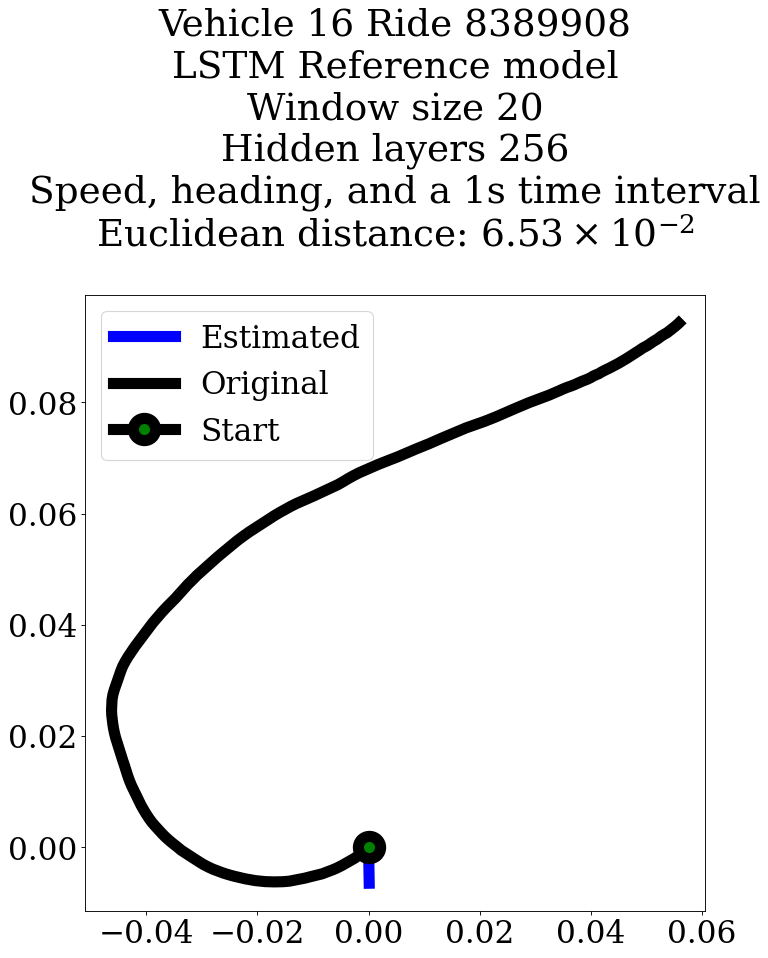 Vehicle 16 Ride 8389908
LSTM Reference model
Window size 20
Hidden layers 256
Speed, heading, and a 1s time interval
Euclidean distance: 6.53 × 10⁻²
Estimated
Original
Start
0.08
0.06
0.04
0.02
0.00
−0.04 −0.02 0.00 0.02 0.04 0.06